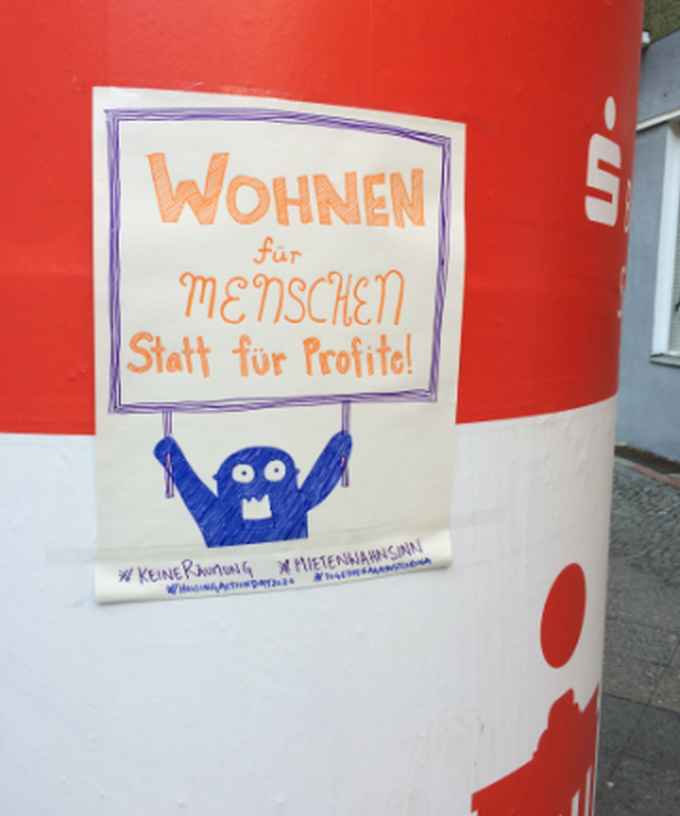 WOHNEN
für
MENSCHEN
Statt für Profite!
#KEINERÄUMUNG #MIETENWAHNSINN
#HOUSINGACTIONDAY2020